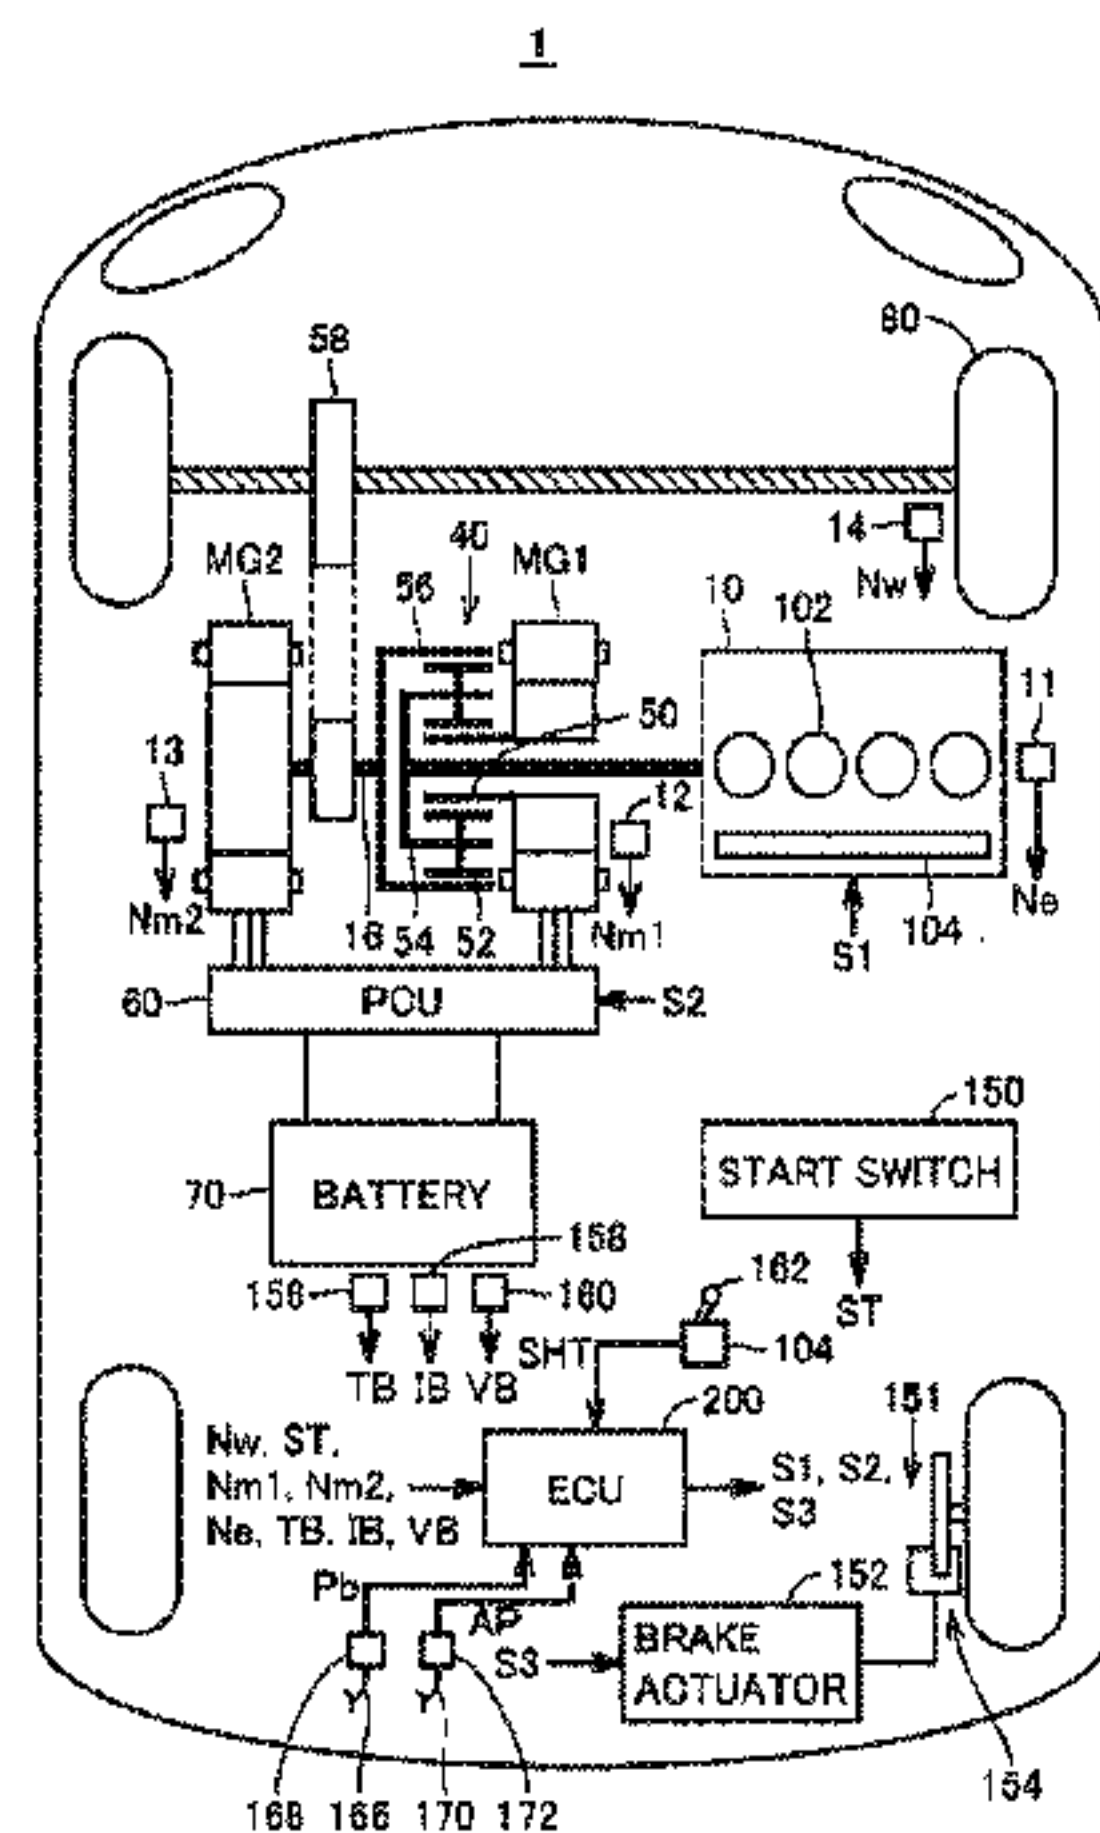 1
80
58
14
Nw
MG2
40
MG1
56
10
102
11
50
13
12
Nm2
16
54
52
Nm1
S1
104
Ne
60
PCU
S2
150
START SWITCH
70
BATTERY
158
156
160
162
ST
TB
IB
VB
SHT
104
200
151
Nw, ST,
Nm1, Nm2,
Ne, TB, IB, VB
ECU
S1, S2,
S3
Pb
AP
152
S3
BRAKE
ACTUATOR
154
168
166
170
172